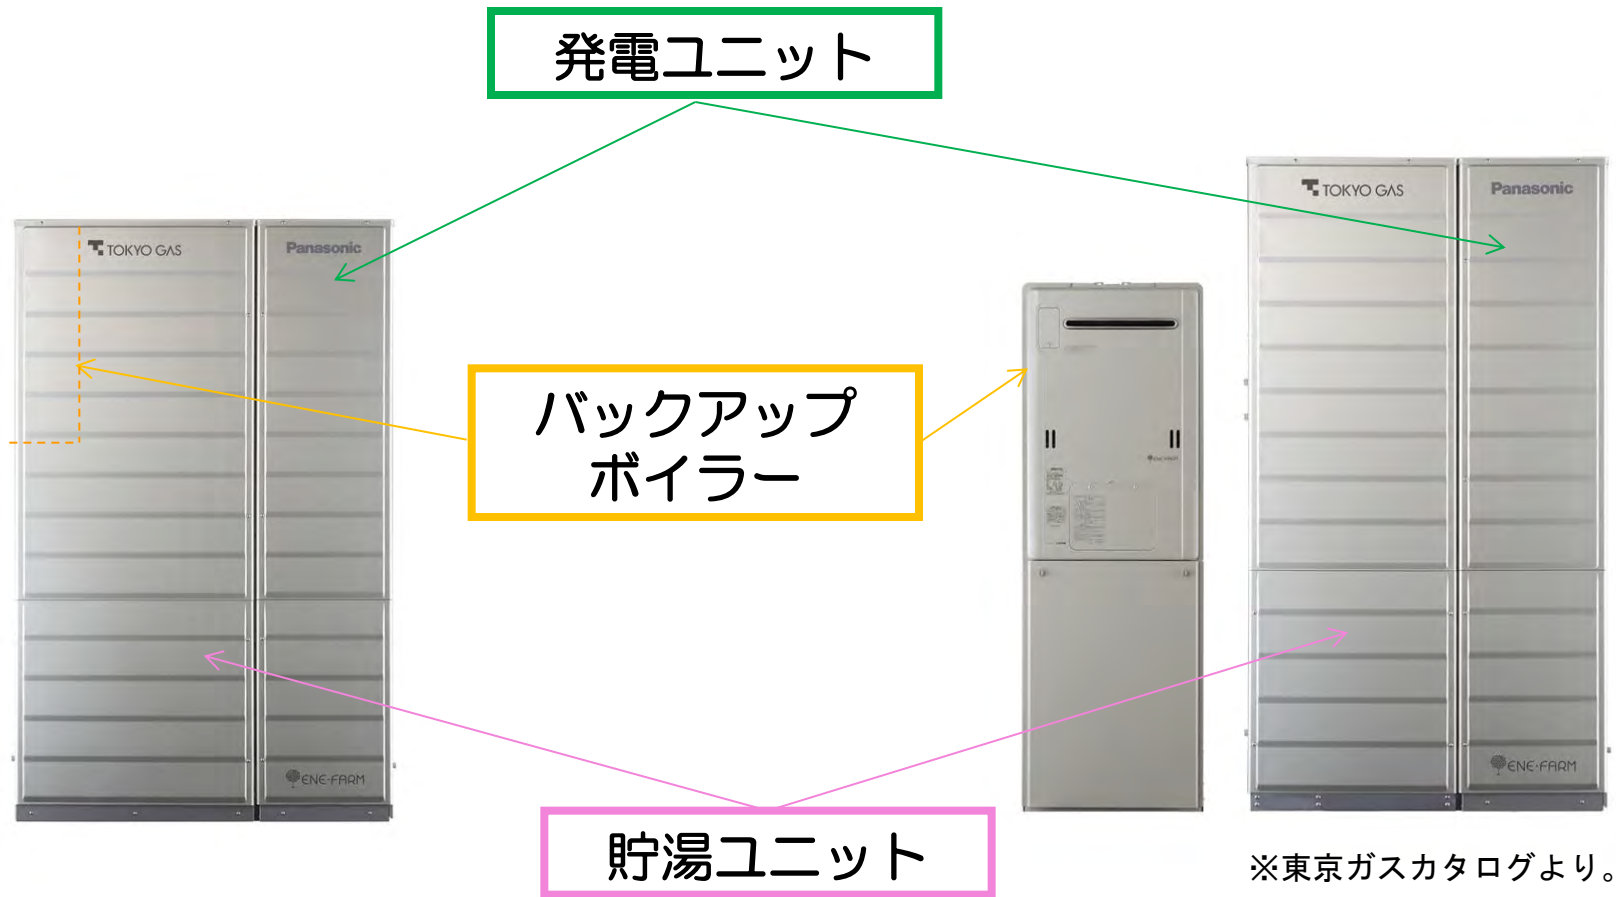 発電ユニット
TOKYO GAS
Panasonic
TOKYO GAS
Panasonic
バックアップ
ボイラー
ENE・FARM
ENE・FARM
ENE・FARM
貯湯ユニット
※東京ガスカタログより。